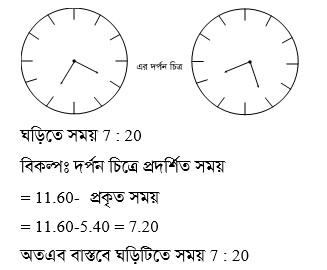 এর দর্পন চিত্র
ঘড়িতে সময় 7 : 20
বিকল্পঃ দর্পন চিত্রে প্রদর্শিত সময়
= 11.60- প্রকৃত সময়
= 11.60-5.40 = 7.20
অতএব বাস্তবে ঘড়িটিতে সময় 7 : 20